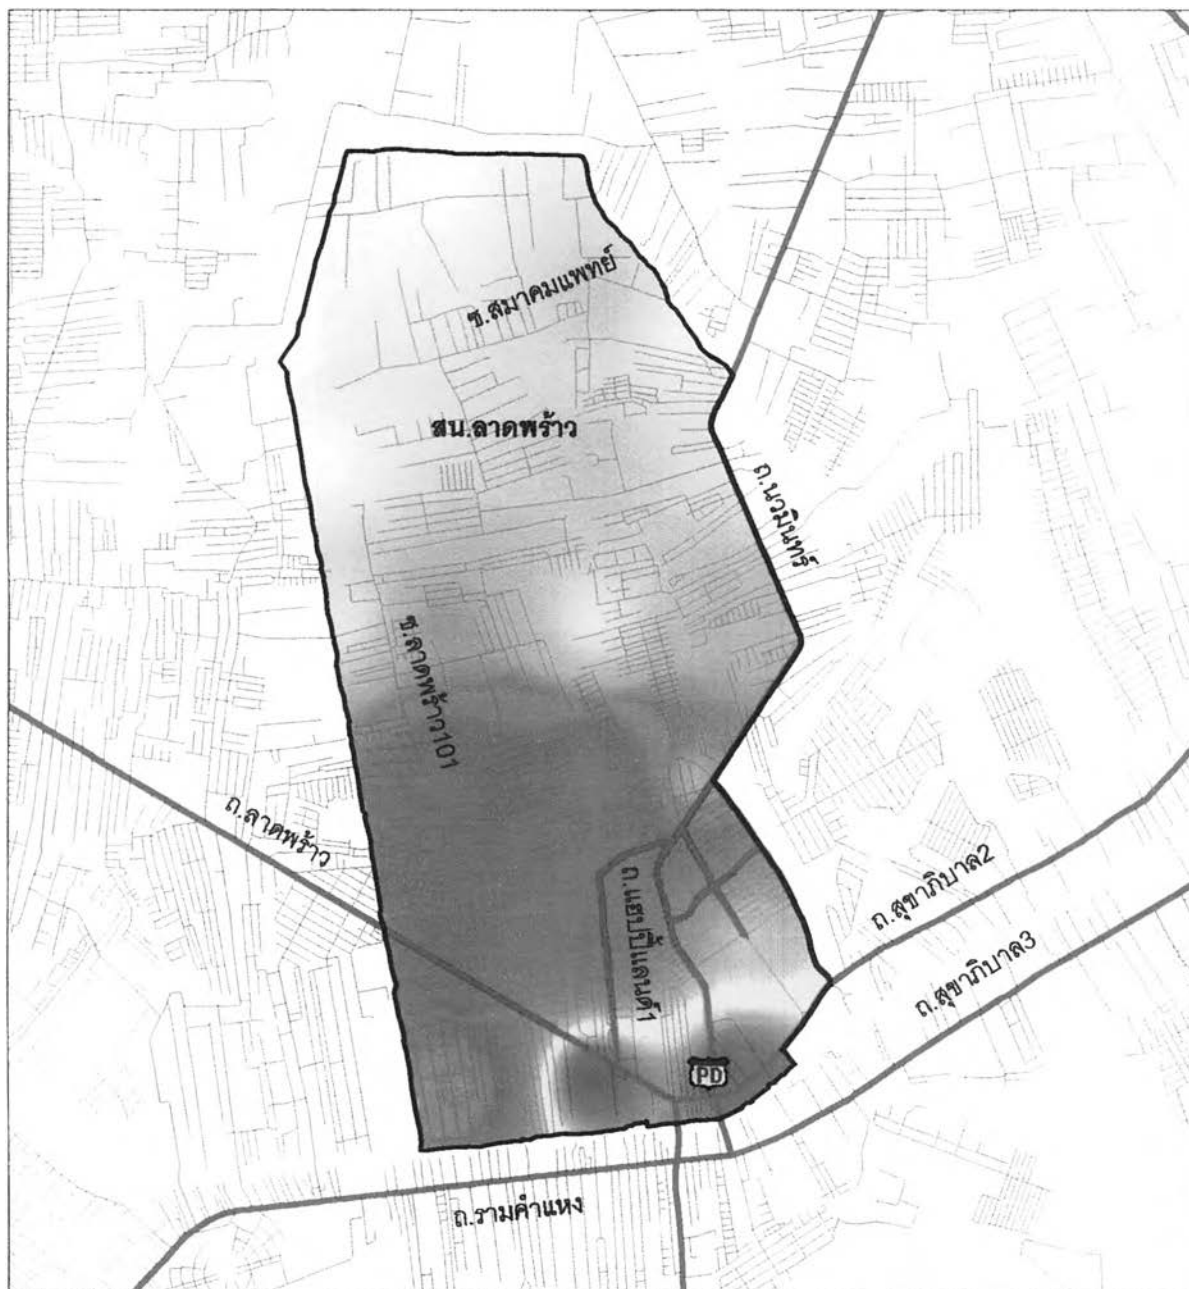 ซ.สมาคมแพทย์
สน.ลาดพร้าว
ถ.นวมินทร์
ซ.ลาดพร้าว101
ถ.ลาดพร้าว
ถ.แฮปปี้แลนด์1
ถ.สุขาภิบาล2
ถ.สุขาภิบาล3
PD
ถ.รามคำแหง